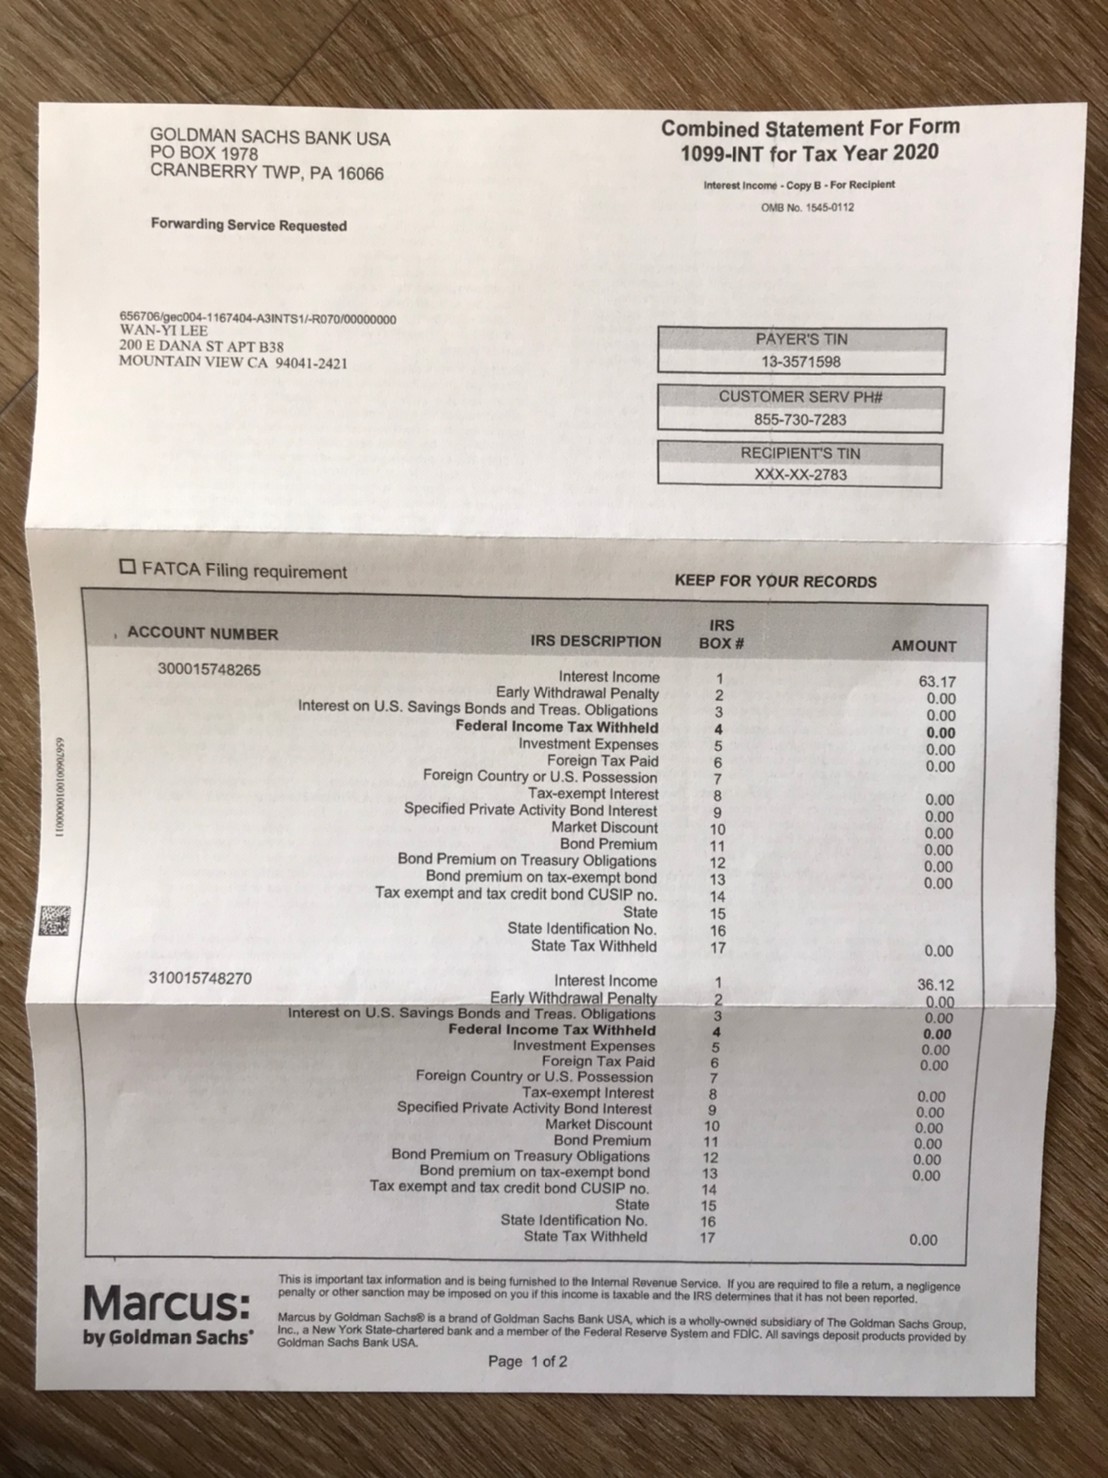 GOLDMAN SACHS BANK USA
PO BOX 1978
CRANBERRY TWP, PA 16066
Combined Statement For Form
1099-INT for Tax Year 2020
Interest Income - Copy B - For Recipient
OMB No. 1545-0112
Forwarding Service Requested
656706/gec004-1167404-A3INTS1/-R070/00000000
WAN-YI LEE
200 E DANA ST APT B38
MOUNTAIN VIEW CA 94041-2421
PAYER'S TIN
13-3571598
CUSTOMER SERV PH#
855-730-7283
RECIPIENT'S TIN
XXX-XX-2783
FATCA Filing requirement
KEEP FOR YOUR RECORDS
ACCOUNT NUMBER IRS DESCRIPTION IRS BOX # AMOUNT
300015748265 Interest Income 1 63.17
Early Withdrawal Penalty 2 0.00
Interest on U.S. Savings Bonds and Treas. Obligations 3 0.00
Federal Income Tax Withheld 4 0.00
Investment Expenses 5 0.00
Foreign Tax Paid 6 0.00
Foreign Country or U.S. Possession 7
Tax-exempt Interest 8 0.00
Specified Private Activity Bond Interest 9 0.00
Market Discount 10 0.00
Bond Premium 11 0.00
Bond Premium on Treasury Obligations 12 0.00
Bond premium on tax-exempt bond 13 0.00
Tax exempt and tax credit bond CUSIP no. 14
State 15
State Identification No. 16
State Tax Withheld 17 0.00
310015748270 Interest Income 1 36.12
Early Withdrawal Penalty 2 0.00
Interest on U.S. Savings Bonds and Treas. Obligations 3 0.00
Federal Income Tax Withheld 4 0.00
Investment Expenses 5 0.00
Foreign Tax Paid 6 0.00
Foreign Country or U.S. Possession 7
Tax-exempt Interest 8 0.00
Specified Private Activity Bond Interest 9 0.00
Market Discount 10 0.00
Bond Premium 11 0.00
Bond Premium on Treasury Obligations 12 0.00
Bond premium on tax-exempt bond 13 0.00
Tax exempt and tax credit bond CUSIP no. 14
State 15
State Identification No. 16
State Tax Withheld 17 0.00
Marcus:
by Goldman Sachs®
This is important tax information and is being furnished to the Internal Revenue Service. If you are required to file a return, a negligence
penalty or other sanction may be imposed on you if this income is taxable and the IRS determines that it has not been reported.
Marcus by Goldman Sachs® is a brand of Goldman Sachs Bank USA, which is a wholly-owned subsidiary of The Goldman Sachs Group,
Inc., a New York State-chartered bank and a member of the Federal Reserve System and FDIC. All savings deposit products provided by
Goldman Sachs Bank USA.
Page 1 of 2